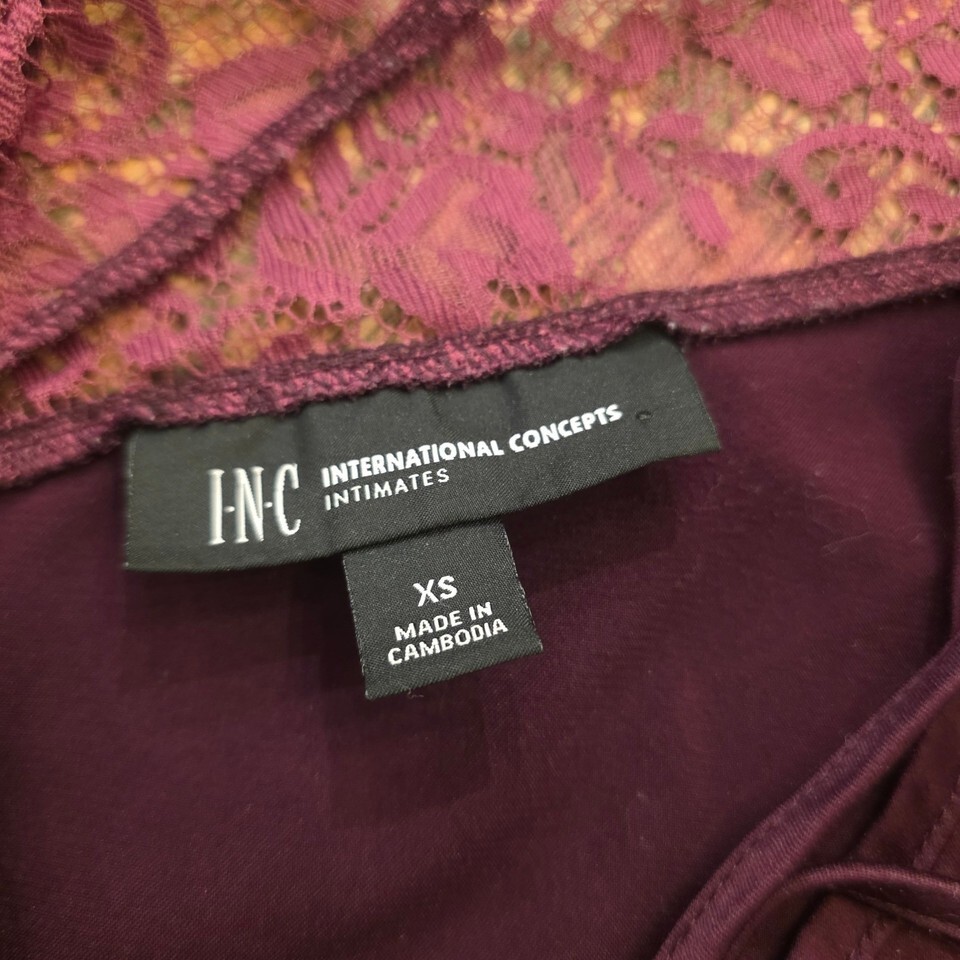 I·N·C INTERNATIONAL CONCEPTS
INTIMATES
XS
MADE IN
CAMBODIA